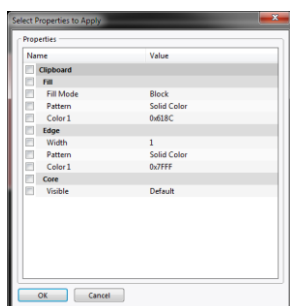 Select Properties to Apply
Properties
Name Value
Clipboard
Fill
Fill Mode Block
Pattern Solid Color
Color 1 0x618C
Edge
Width 1
Pattern Solid Color
Color 1 0x7FFF
Core
Visible Default
OK Cancel